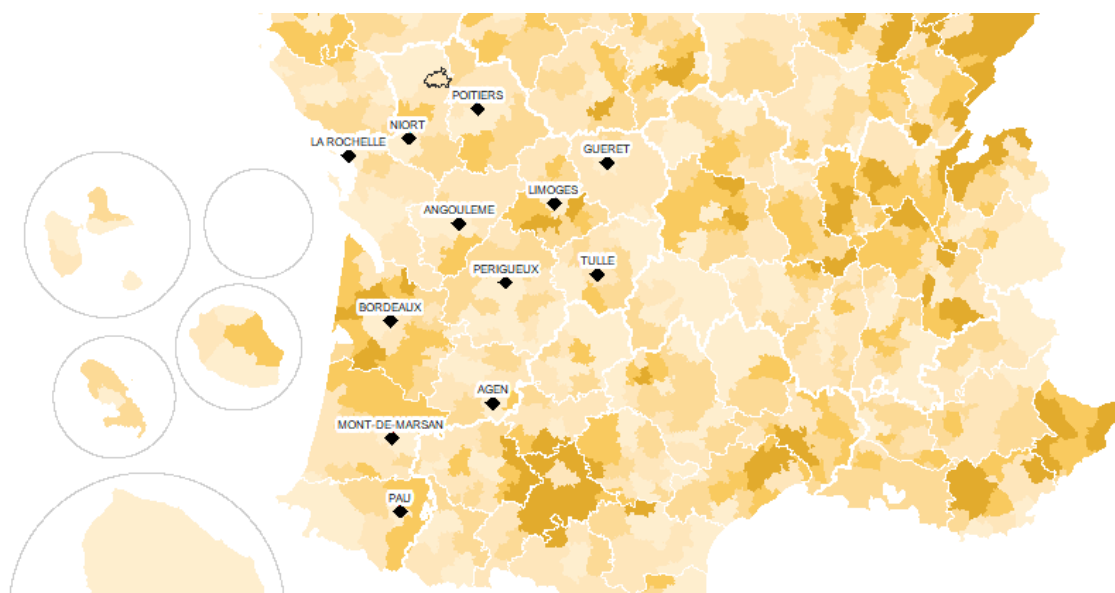 POITIERS
NIORT
LA ROCHELLE
GUERET
LIMOGES
ANGOULEME
PERIGUEUX
TULLE
BORDEAUX
AGEN
MONT-DE-MARSAN
PAU